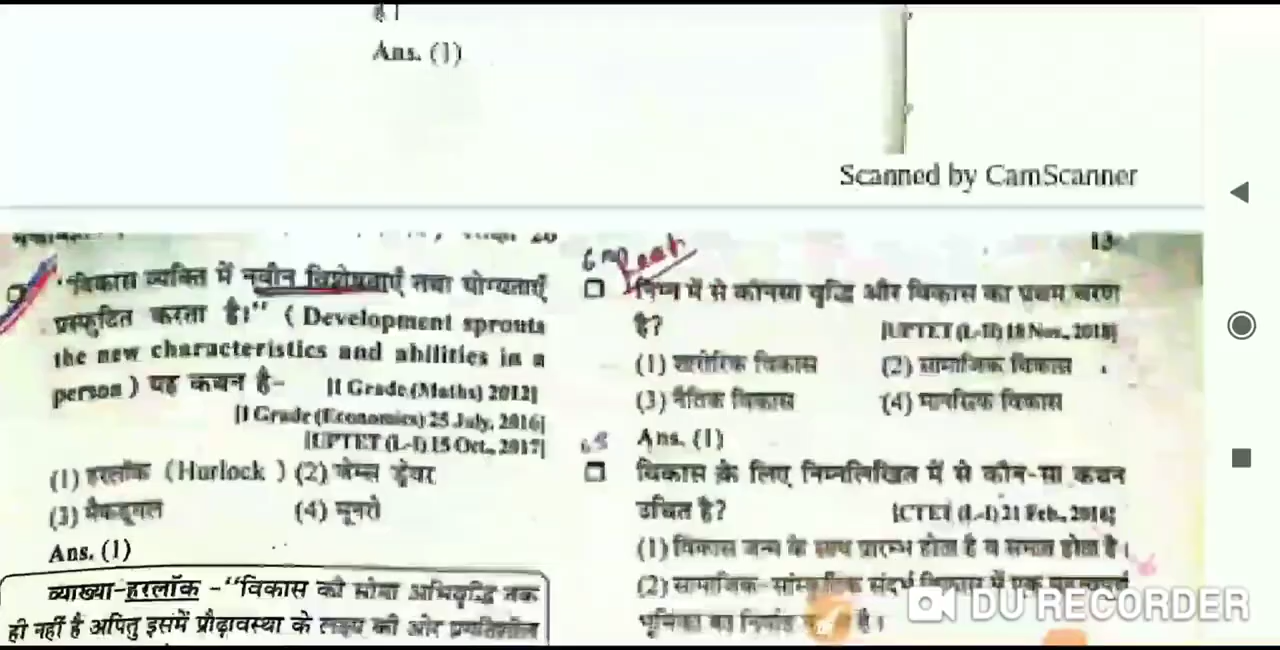 है।
Ans. (1)
Scanned by CamScanner
13
"विकास व्यक्ति में नवीन विशेषताएँ तथा योग्यताएँ
प्रस्फुटित करता है।" ( Development sprouts
the new characteristics and abilities in a
person ) यह कथन है-
[I Grade (Maths) 2012]
[I Grade (Economics) 25 July, 2016]
[UPTET (L-I) 15 Oct., 2017]
(1) हरलॉक (Hurlock ) (2) जेम्स ड्रेवर
(3) मैकडूगल (4) मुनरो
Ans. (1)
व्याख्या-हरलॉक -"विकास की सीमा अभिवृद्धि तक
ही नहीं है अपितु इसमें प्रौढ़ावस्था के लक्ष्य की ओर प्रगतिशील
निम्न में से कौनसा वृद्धि और विकास का प्रथम चरण
है? [UPTET (L-II) 18 Nov., 2018]
(1) शारीरिक विकास (2) सामाजिक विकास
(3) नैतिक विकास (4) मानसिक विकास
Ans. (1)
विकास के लिए निम्नलिखित में से कौन-सा कथन
उचित है? [CTET (L-I) 21 Feb., 2016]
(1) विकास जन्म के साथ प्रारम्भ होता है व समाप्त होता है।
(2) सामाजिक-सांस्कृतिक संदर्भ विकास में एक महत्वपूर्ण
भूमिका का निर्वाह है।
DU RECORDER